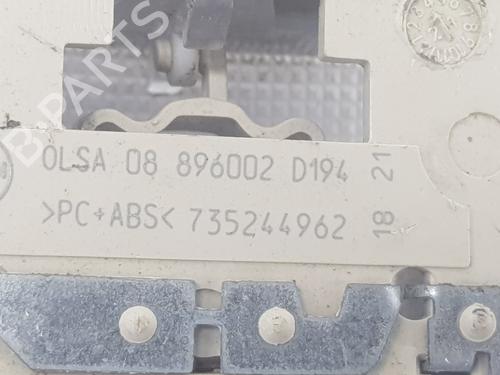 OLSA 08 896002 D194
>PC+ABS< 735244962
18 21
B-PARTS